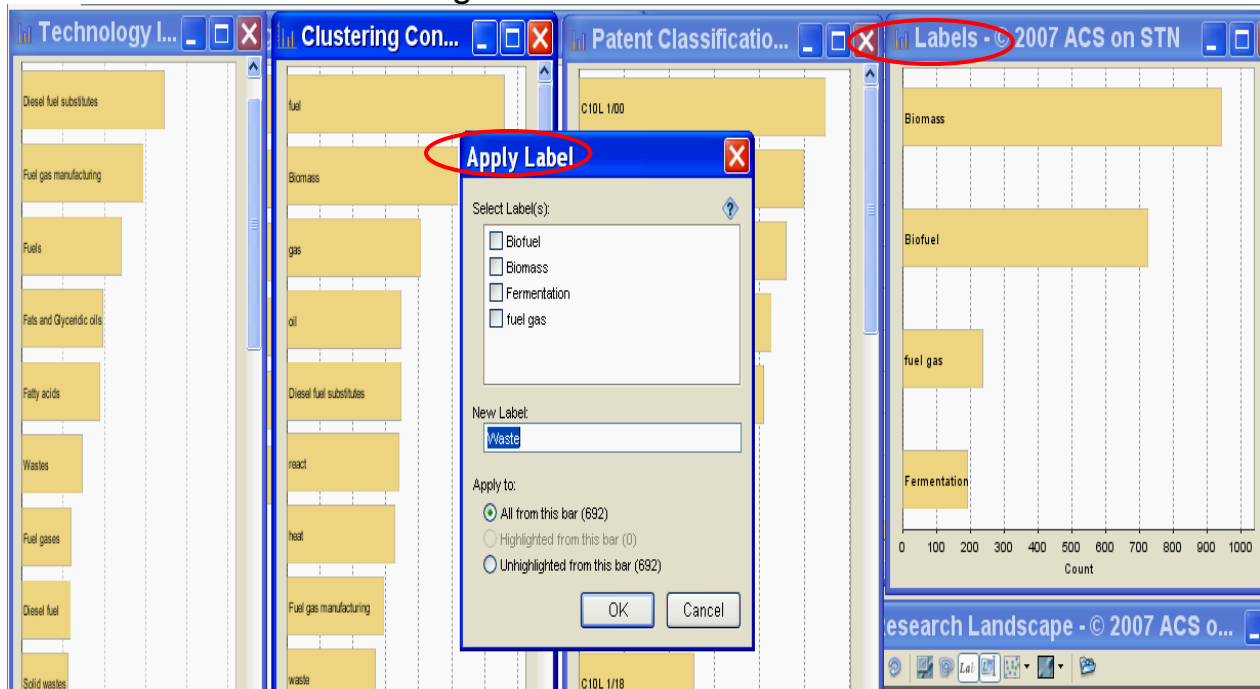 Technology I...
Diesel fuel substitutes
Fuel gas manufacturing
Fuels
Fats and Glyceridic oils
Fatty acids
Wastes
Fuel gases
Diesel fuel
Solid wastes
Clustering Con...
fuel
Biomass
gas
oil
Diesel fuel substitutes
react
heat
Fuel gas manufacturing
waste
Patent Classificatio...
C10L 1/00
C10L 1/18
Apply Label
Select Label(s):
?
Biofuel
Biomass
Fermentation
fuel gas
New Label:
Waste
Apply to:
All from this bar (692)
Highlighted from this bar (0)
Unhighlighted from this bar (692)
OK Cancel
Labels - © 2007 ACS on STN
Biomass
Biofuel
fuel gas
Fermentation
0 100 200 300 400 500 600 700 800 900 1000
Count
esearch Landscape - © 2007 ACS o...
Lab